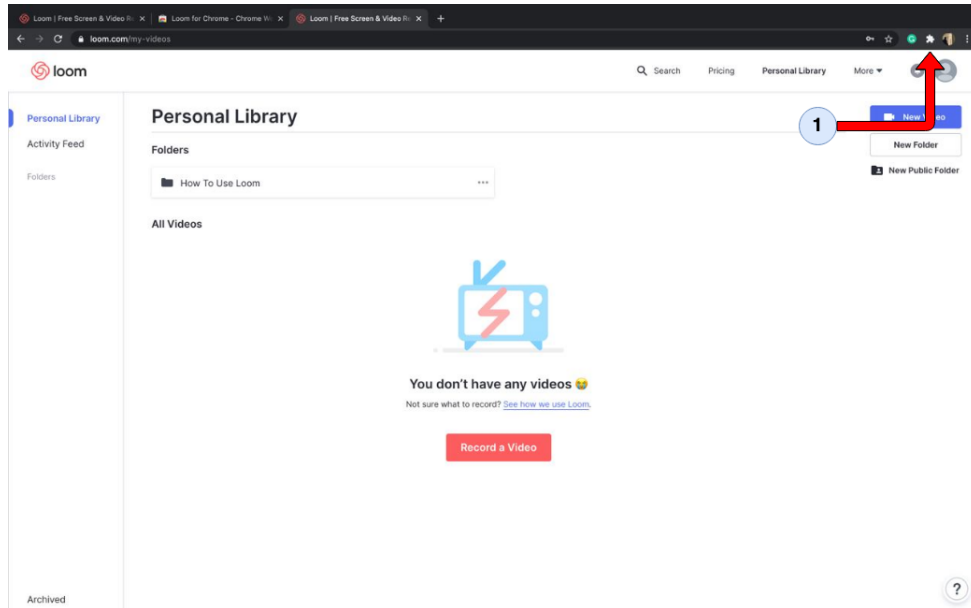 Loom | Free Screen & Video Re
Loom for Chrome - Chrome W
Loom | Free Screen & Video Re
loom.com/my-videos
loom
Search
Pricing
Personal Library
More
Personal Library
Activity Feed
Folders
Personal Library
1
New Video
New Folder
New Public Folder
Folders
How To Use Loom
All Videos
You don't have any videos 😂
Not sure what to record? See how we use Loom.
Record a Video
Archived
?